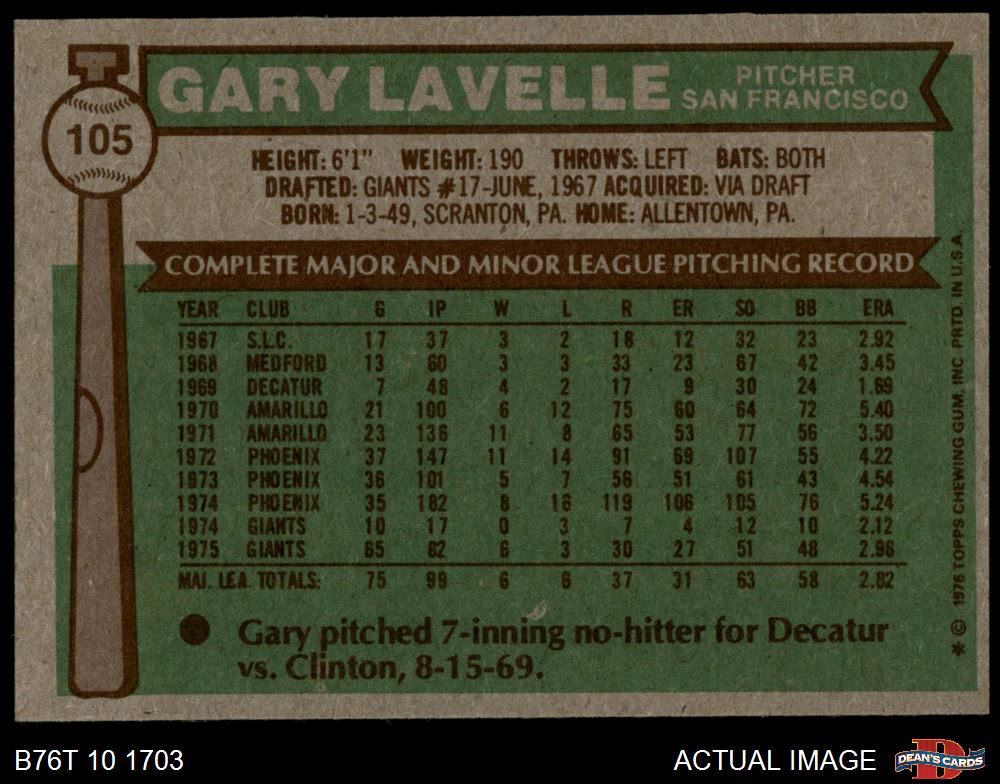 GARY LAVELLE
PITCHER
SAN FRANCISCO
105
HEIGHT: 6'1" WEIGHT: 190 THROWS: LEFT BATS: BOTH
DRAFTED: GIANTS #17-JUNE, 1967 ACQUIRED: VIA DRAFT
BORN: 1-3-49, SCRANTON, PA. HOME: ALLENTOWN, PA.
COMPLETE MAJOR AND MINOR LEAGUE PITCHING RECORD
YEAR CLUB G IP W L R ER SO BB ERA
1967 S.L.C. 17 37 3 2 18 12 32 23 2.92
1968 MEDFORD 13 60 3 3 33 23 67 42 3.45
1969 DECATUR 7 48 4 2 17 9 30 24 1.69
1970 AMARILLO 21 100 6 12 75 60 64 72 5.40
1971 AMARILLO 23 136 11 8 65 53 77 56 3.50
1972 PHOENIX 37 147 11 14 91 69 107 55 4.22
1973 PHOENIX 36 101 5 7 56 51 61 43 4.54
1974 PHOENIX 35 182 8 16 119 106 105 76 5.24
1974 GIANTS 10 17 0 3 7 4 12 10 2.12
1975 GIANTS 65 82 6 3 30 27 51 48 2.96
MAJ. LEA. TOTALS: 75 99 6 6 37 31 63 58 2.82
● Gary pitched 7-inning no-hitter for Decatur
vs. Clinton, 8-15-69.
* © 1976 TOPPS CHEWING GUM, INC PRTD. IN U.S.A.
B76T 10 1703
ACTUAL IMAGE
D
DEAN'S CARDS